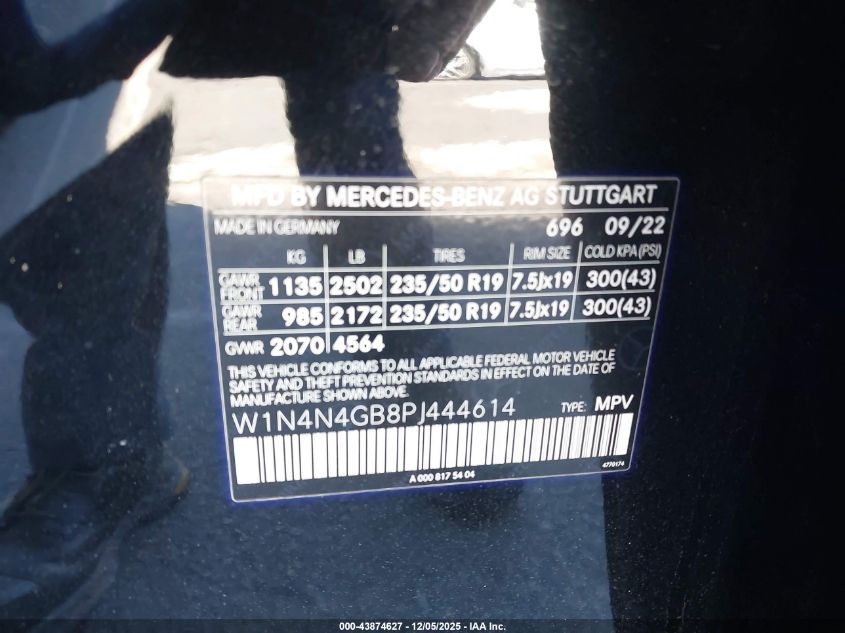 MFD BY MERCEDES-BENZ AG STUTTGART
MADE IN GERMANY 696 09/22
KG LB TIRES RIM SIZE COLD KPA(PSI)
GAWR FRONT 1135 2502 235/50 R19 7.5Jx19 300(43)
GAWR REAR 985 2172 235/50 R19 7.5Jx19 300(43)
GVWR 2070 4564
THIS VEHICLE CONFORMS TO ALL APPLICABLE FEDERAL MOTOR VEHICLE
SAFETY AND THEFT PREVENTION STANDARDS IN EFFECT ON THE DATE OF
MANUFACTURE SHOWN ABOVE.
W1N4N4GB8PJ444614 TYPE: MPV
A 000 817 54 04 4770174
000-43874627 - 12/05/2025 - IAA Inc.